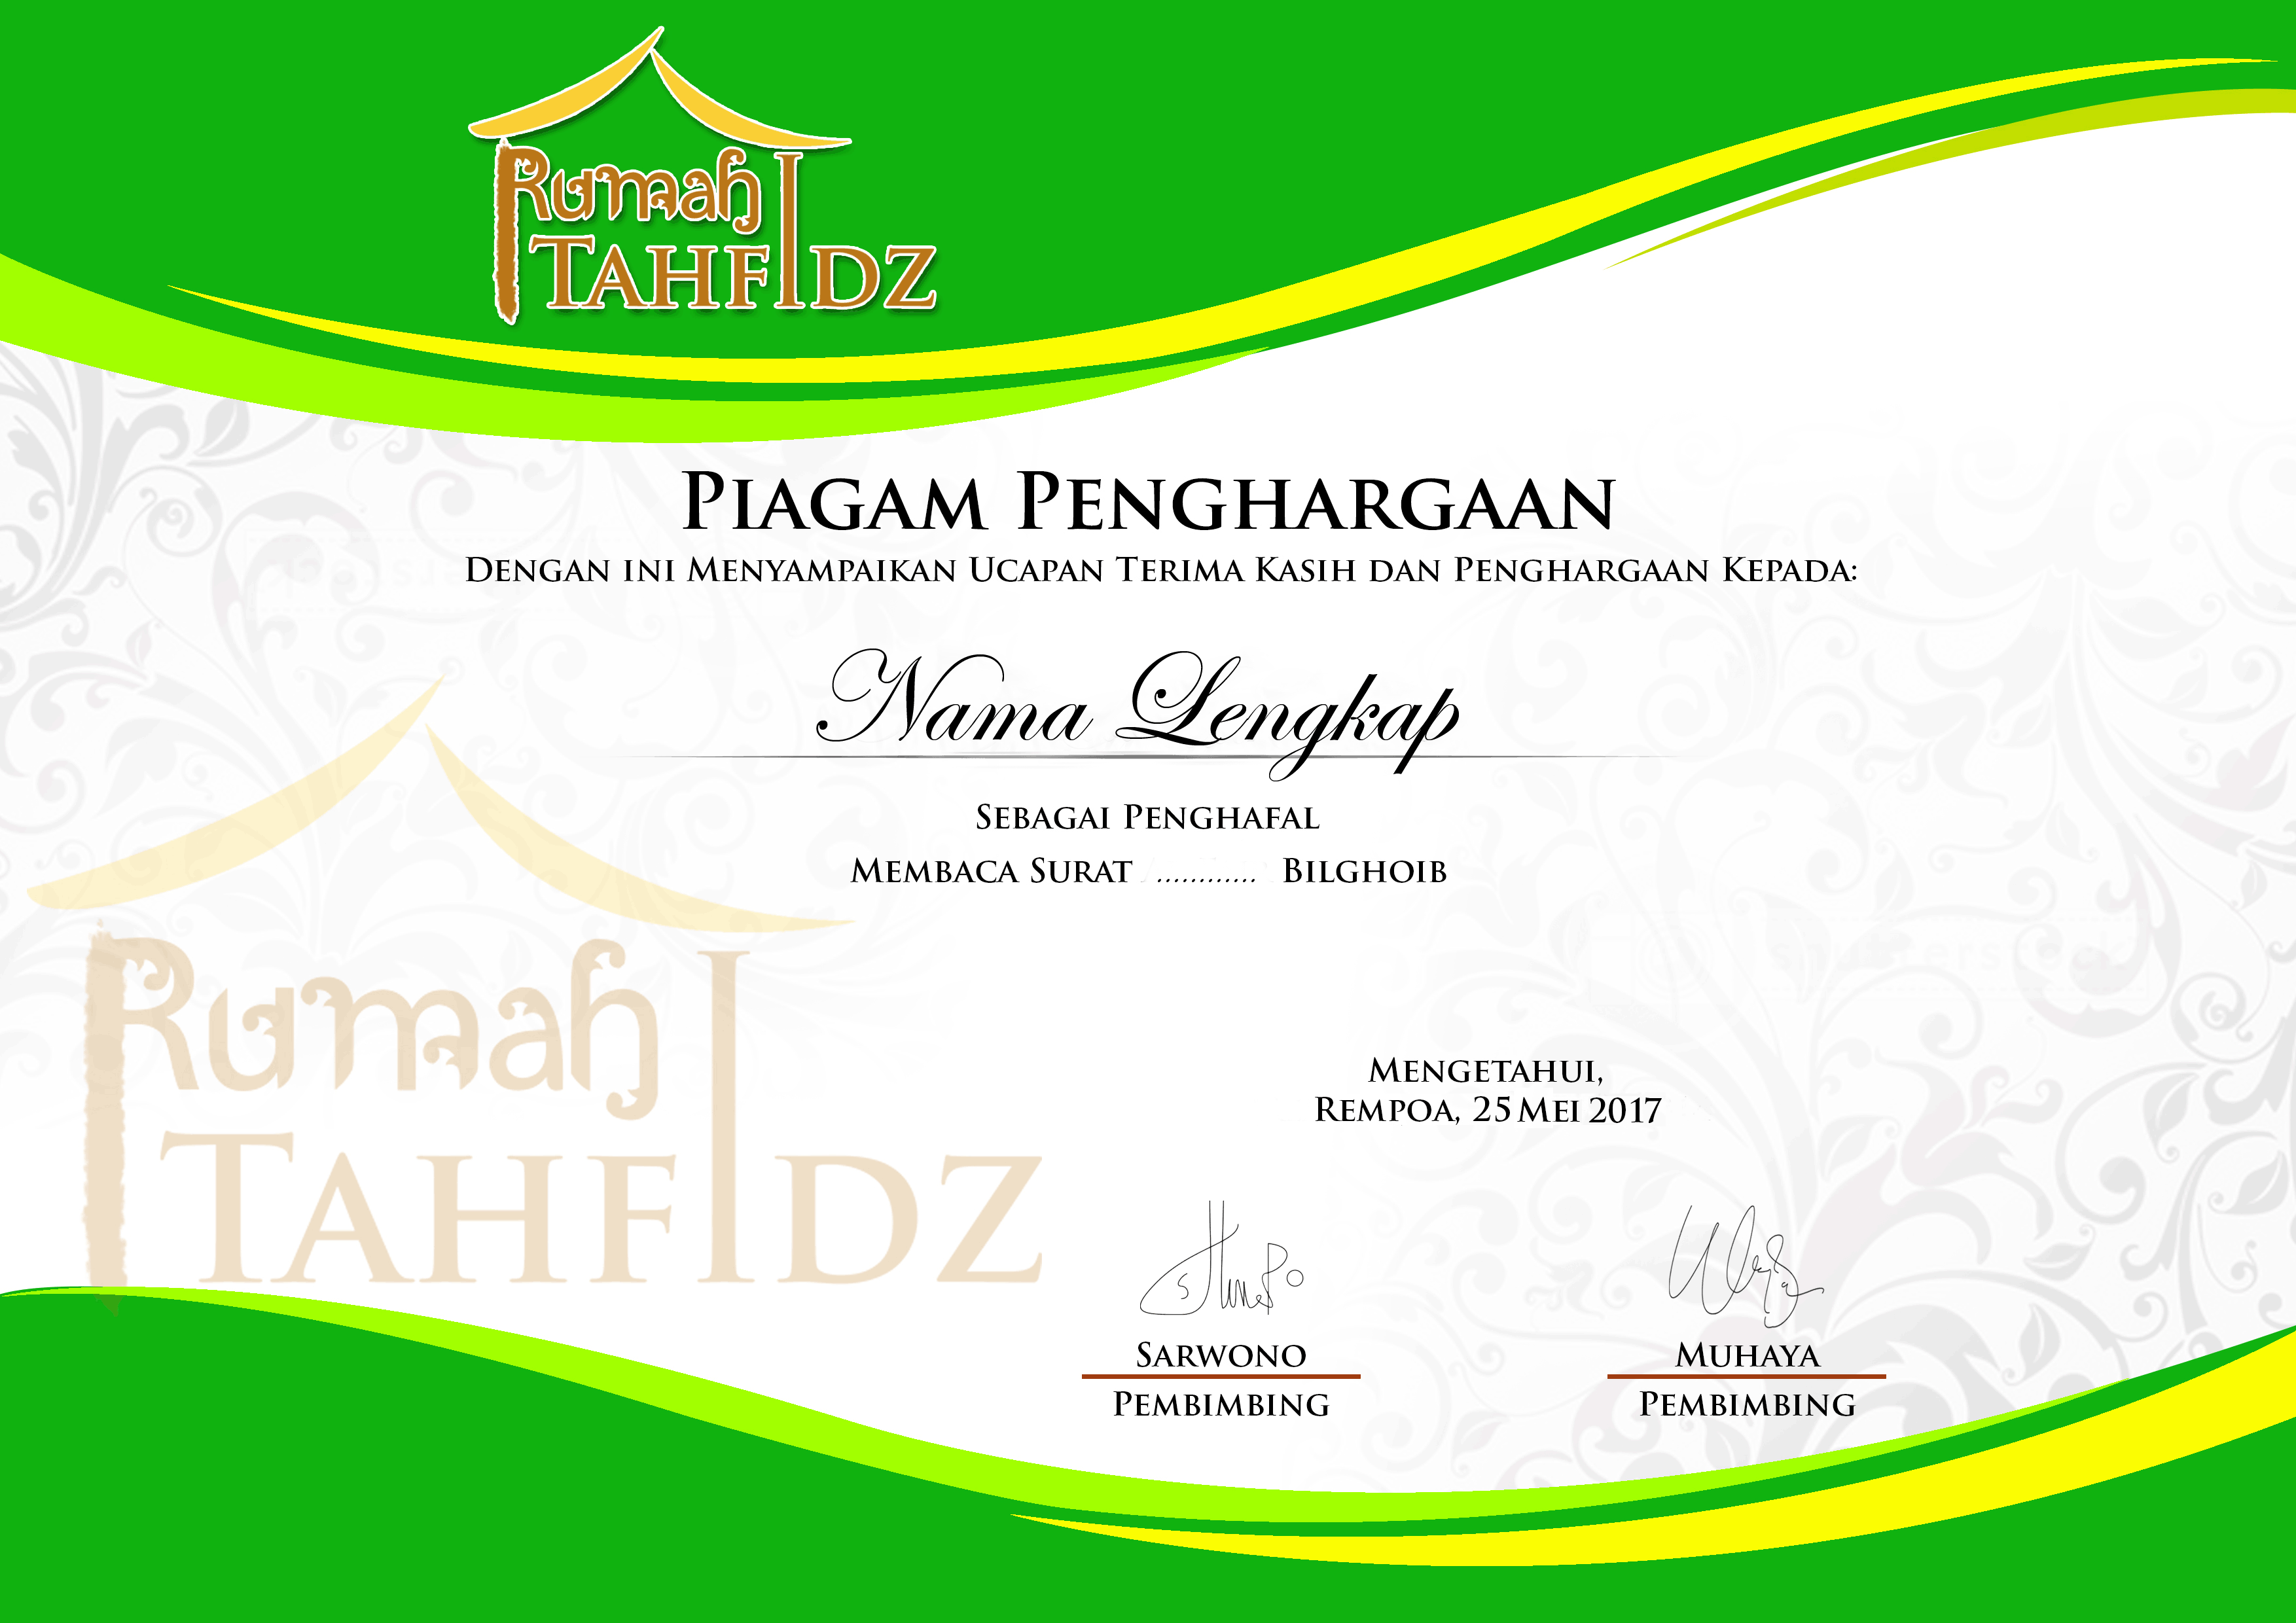 Rumah
TAHFIDZ
Piagam Penghargaan
Dengan ini Menyampaikan Ucapan Terima Kasih dan Penghargaan Kepada:
Nama Lengkap
Sebagai Penghafal
Membaca Surat ............ Bilghoib
Rumah
TAHFIDZ
Mengetahui,
Rempoa, 25 Mei 2017
Sarwono
Pembimbing
Muhaya
Pembimbing